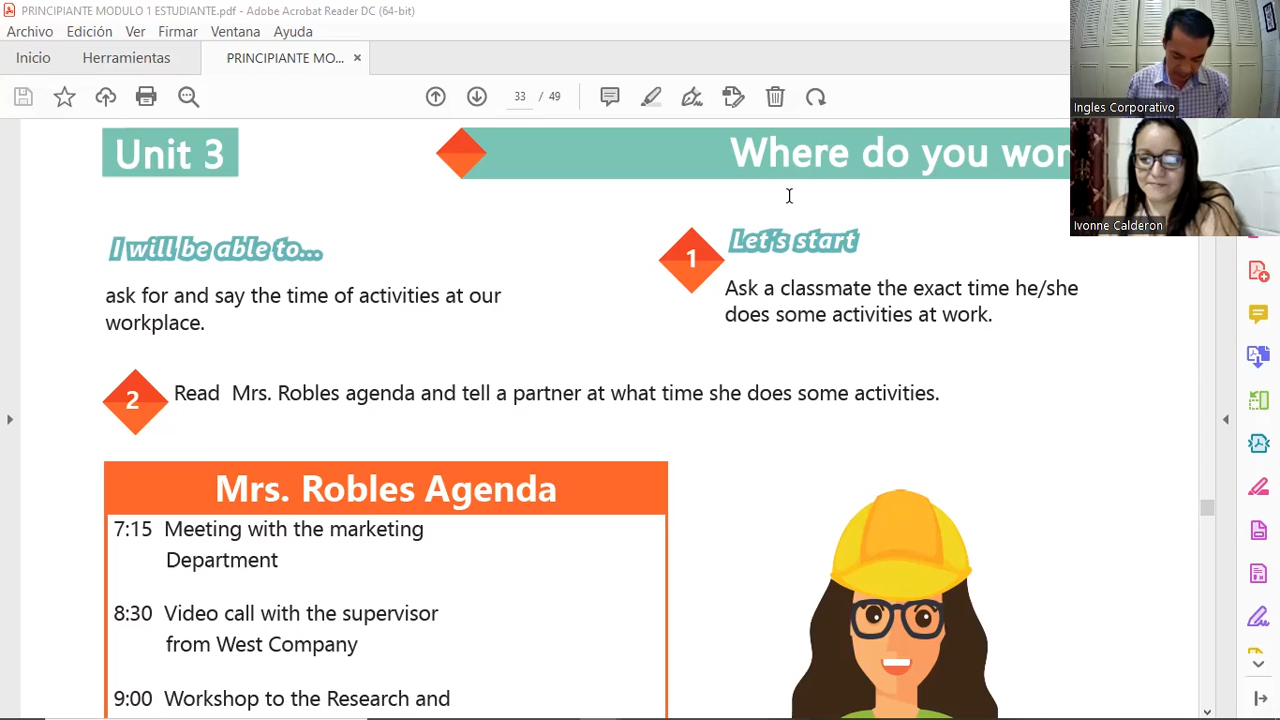 PRINCIPIANTE MODULO 1 ESTUDIANTE.pdf - Adobe Acrobat Reader DC (64-bit)
Archivo Edición Ver Firmar Ventana Ayuda
Inicio Herramientas PRINCIPIANTE MO... ×
33 / 49
Ingles Corporativo
Ivonne Calderon
Unit 3
Where do you wor
I will be able to...
ask for and say the time of activities at our
workplace.
1
Let's start
Ask a classmate the exact time he/she
does some activities at work.
2
Read Mrs. Robles agenda and tell a partner at what time she does some activities.
Mrs. Robles Agenda
7:15 Meeting with the marketing
Department
8:30 Video call with the supervisor
from West Company
9:00 Workshop to the Research and